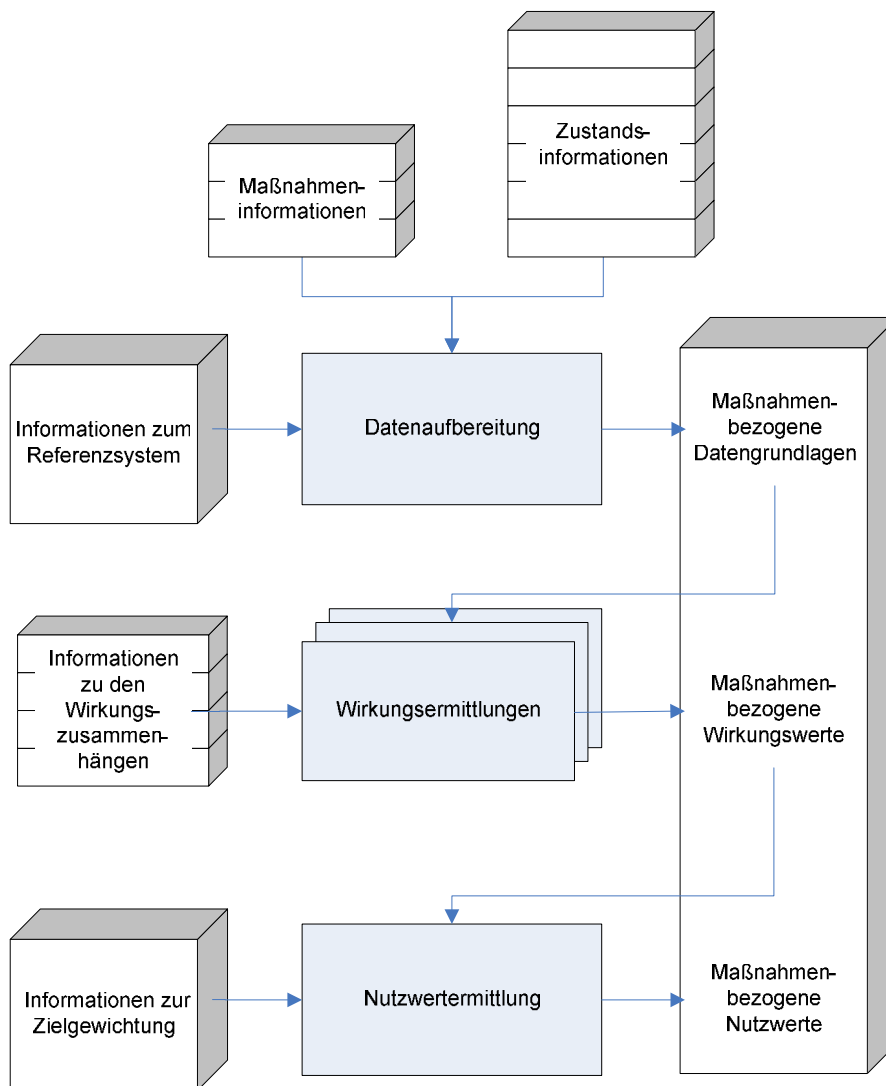 Zustands-
informationen
Maßnahmen-
informationen
Informationen zum
Referenzsystem
Datenaufbereitung
Maßnahmen-
bezogene
Datengrundlagen
Informationen
zu den
Wirkungs-
zusammen-
hängen
Wirkungsermittlungen
Maßnahmen-
bezogene
Wirkungswerte
Informationen zur
Zielgewichtung
Nutzwertermittlung
Maßnahmen-
bezogene
Nutzwerte